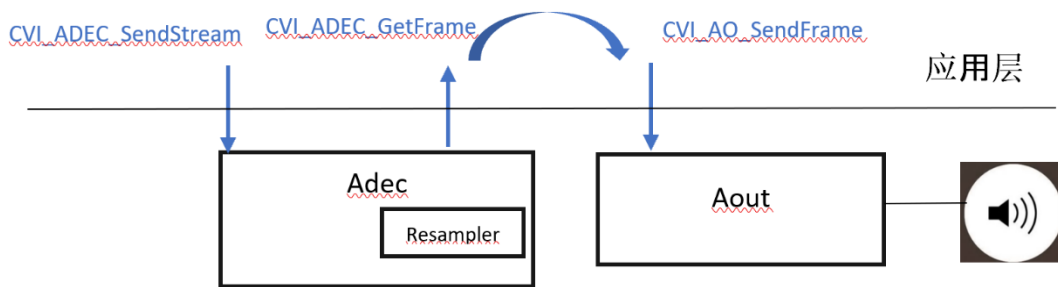 CVI_ADEC_SendStream CVI_ADEC_GetFrame CVI_AO_SendFrame
应用层
Adec
Aout
Resampler